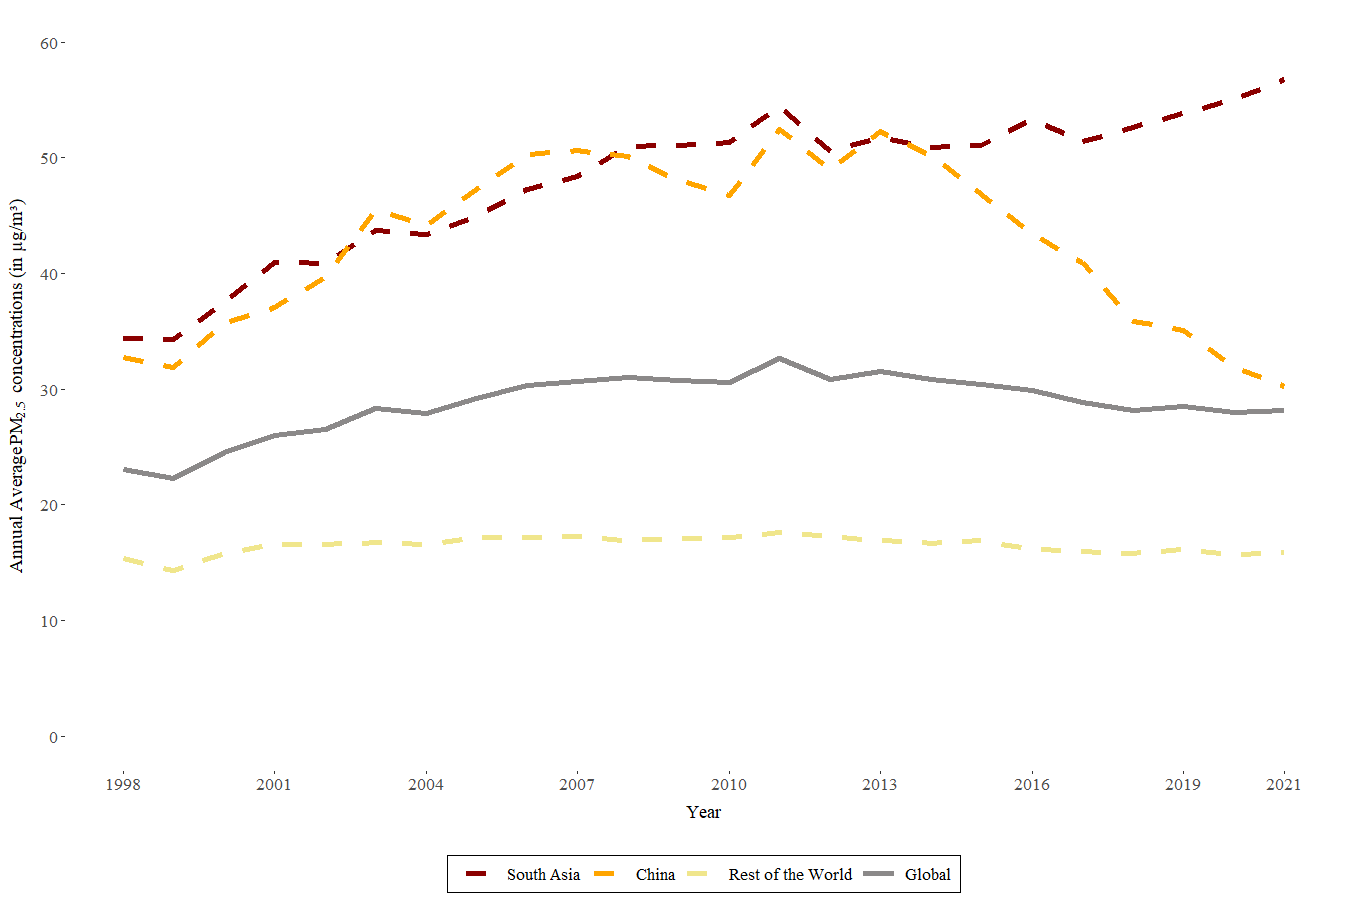 60
50
40
30
20
10
0
Annual Average PM2.5 concentrations (in µg/m³)
1998 2001 2004 2007 2010 2013 2016 2019 2021
Year
South Asia China Rest of the World Global